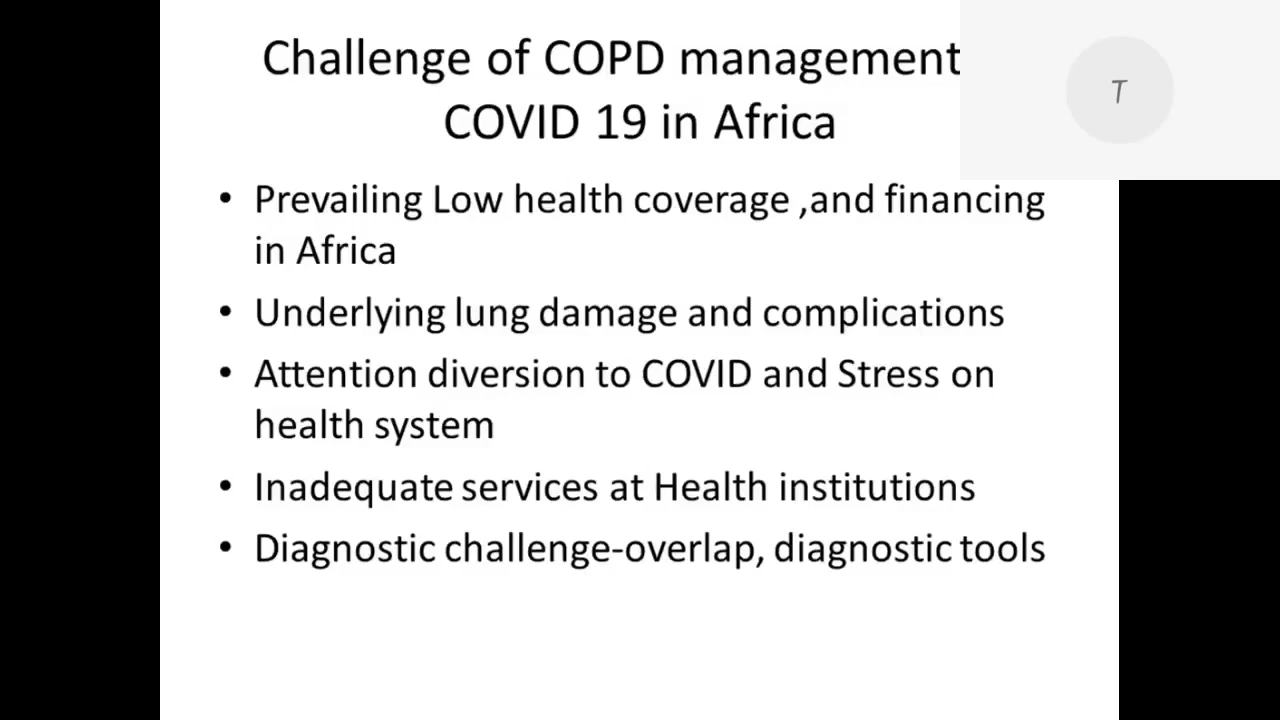 Challenge of COPD management
COVID 19 in Africa
T
• Prevailing Low health coverage ,and financing
in Africa
• Underlying lung damage and complications
• Attention diversion to COVID and Stress on
health system
• Inadequate services at Health institutions
• Diagnostic challenge-overlap, diagnostic tools